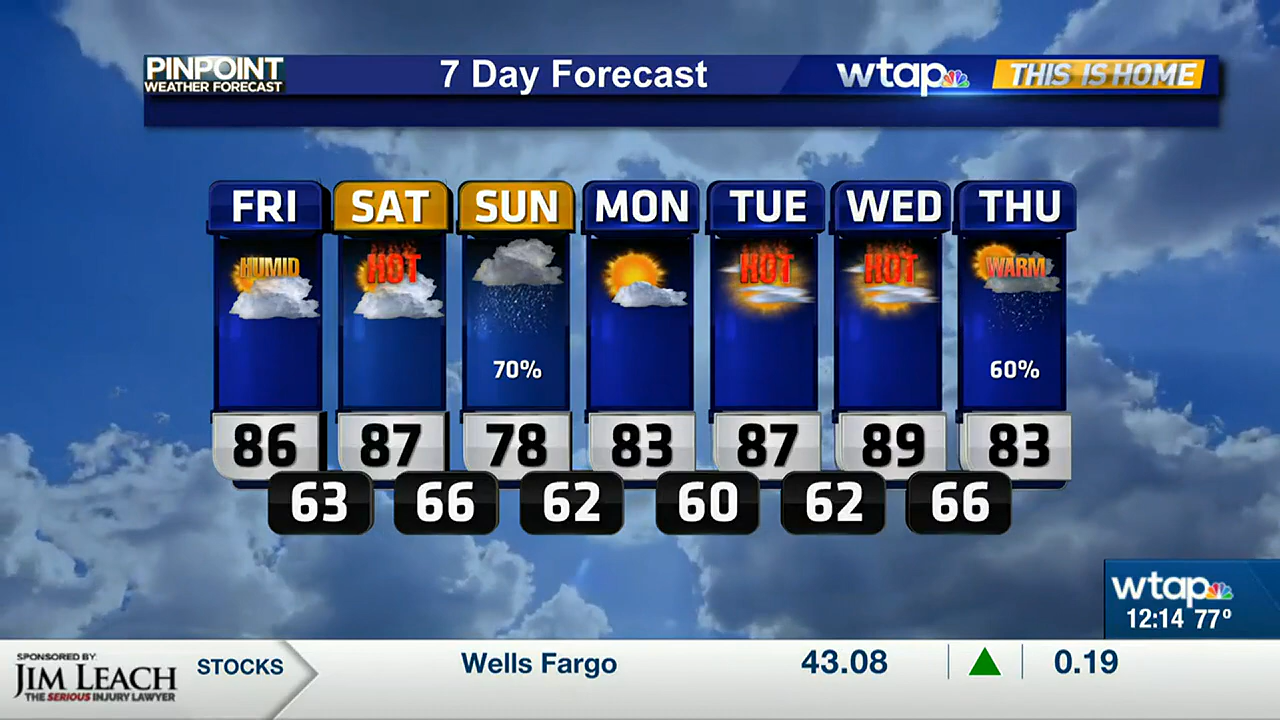 PINPOINT
WEATHER FORECAST
7 Day Forecast
wtap
THIS IS HOME
FRI SAT SUN MON TUE WED THU
HUMID HOT HOT HOT WARM
70% 60%
86 87 78 83 87 89 83
63 66 62 60 62 66
wtap
12:14 77°
SPONSORED BY:
JIM LEACH
THE SERIOUS INJURY LAWYER
STOCKS
Wells Fargo 43.08 0.19